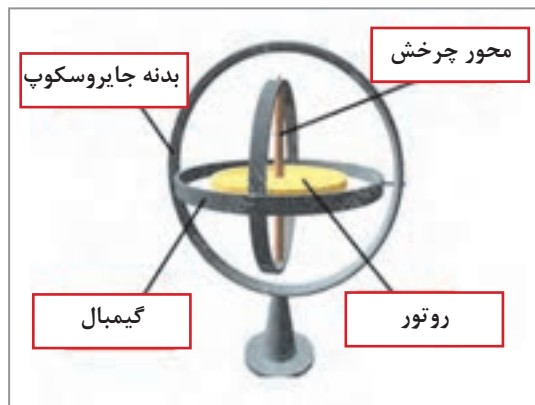 محور چرخش
بدنه جایروسکوپ
روتور
گیمبال